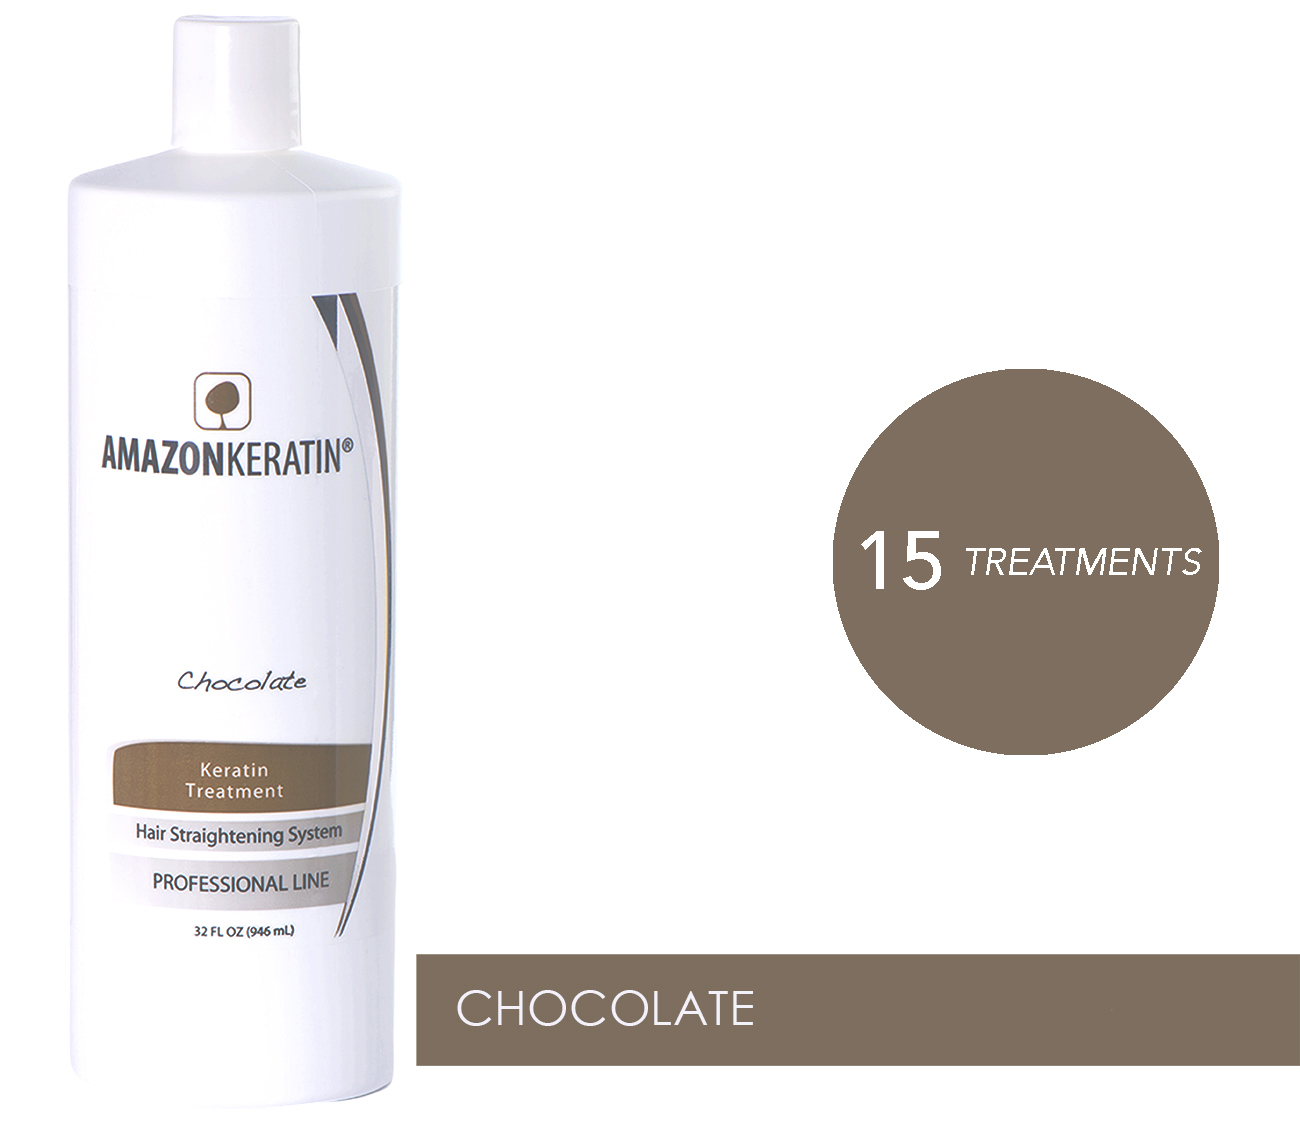 AMAZONKERATIN®
Chocolate
Keratin
Treatment
Hair Straightening System
PROFESSIONAL LINE
32 FL OZ (946 mL)
15 TREATMENTS
CHOCOLATE